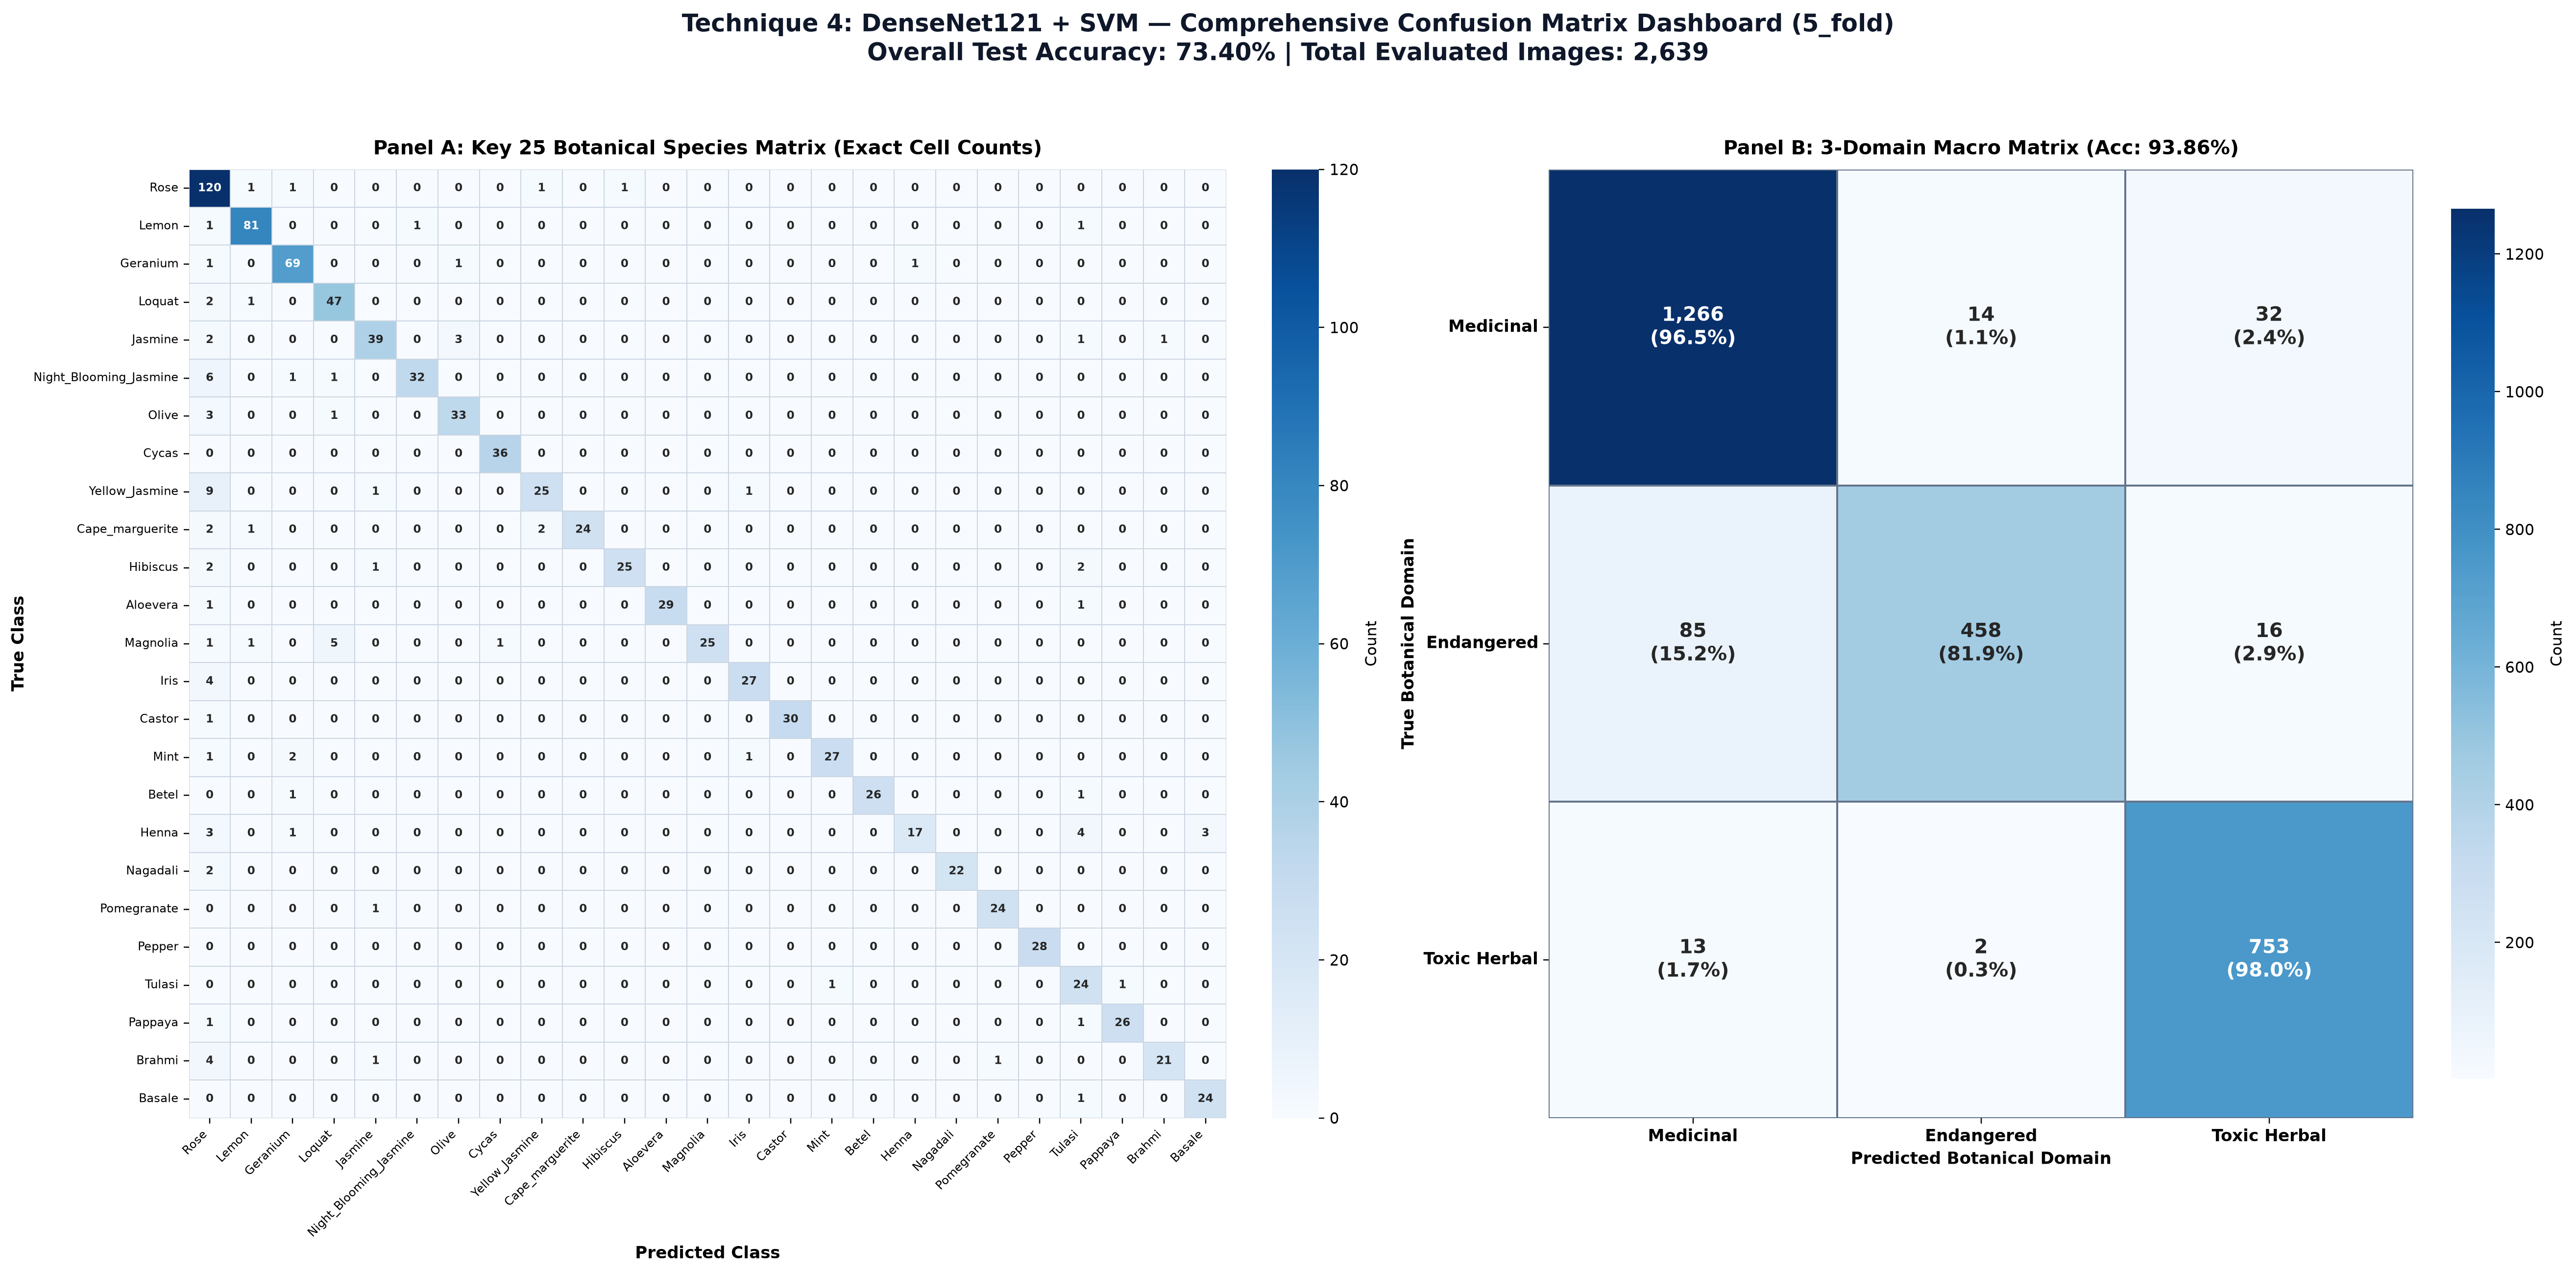 Technique 4: DenseNet121 + SVM — Comprehensive Confusion Matrix Dashboard (5_fold)
Overall Test Accuracy: 73.40% | Total Evaluated Images: 2,639
Panel A: Key 25 Botanical Species Matrix (Exact Cell Counts)
True Class
Rose 120 1 1 0 0 0 0 0 1 0 1 0 0 0 0 0 0 0 0 0 0 0 0 0 0
Lemon 1 81 0 0 0 1 0 0 0 0 0 0 0 0 0 0 0 0 0 0 0 1 0 0 0
Geranium 1 0 69 0 0 0 1 0 0 0 0 0 0 0 0 0 0 1 0 0 0 0 0 0 0
Loquat 2 1 0 47 0 0 0 0 0 0 0 0 0 0 0 0 0 0 0 0 0 0 0 0 0
Jasmine 2 0 0 0 39 0 3 0 0 0 0 0 0 0 0 0 0 0 0 0 0 1 0 1 0
Night_Blooming_Jasmine 6 0 1 1 0 32 0 0 0 0 0 0 0 0 0 0 0 0 0 0 0 0 0 0 0
Olive 3 0 0 1 0 0 33 0 0 0 0 0 0 0 0 0 0 0 0 0 0 0 0 0 0
Cycas 0 0 0 0 0 0 0 36 0 0 0 0 0 0 0 0 0 0 0 0 0 0 0 0 0
Yellow_Jasmine 9 0 0 0 1 0 0 0 25 0 0 0 0 1 0 0 0 0 0 0 0 0 0 0 0
Cape_marguerite 2 1 0 0 0 0 0 0 2 24 0 0 0 0 0 0 0 0 0 0 0 0 0 0 0
Hibiscus 2 0 0 0 1 0 0 0 0 0 25 0 0 0 0 0 0 0 0 0 0 2 0 0 0
Aloevera 1 0 0 0 0 0 0 0 0 0 0 29 0 0 0 0 0 0 0 0 0 1 0 0 0
Magnolia 1 1 0 5 0 0 0 1 0 0 0 0 25 0 0 0 0 0 0 0 0 0 0 0 0
Iris 4 0 0 0 0 0 0 0 0 0 0 0 0 27 0 0 0 0 0 0 0 0 0 0 0
Castor 1 0 0 0 0 0 0 0 0 0 0 0 0 0 30 0 0 0 0 0 0 0 0 0 0
Mint 1 0 2 0 0 0 0 0 0 0 0 0 0 1 0 27 0 0 0 0 0 0 0 0 0
Betel 0 0 1 0 0 0 0 0 0 0 0 0 0 0 0 0 26 0 0 0 0 1 0 0 0
Henna 3 0 1 0 0 0 0 0 0 0 0 0 0 0 0 0 0 17 0 0 0 4 0 0 3
Nagadali 2 0 0 0 0 0 0 0 0 0 0 0 0 0 0 0 0 0 22 0 0 0 0 0 0
Pomegranate 0 0 0 0 1 0 0 0 0 0 0 0 0 0 0 0 0 0 0 24 0 0 0 0 0
Pepper 0 0 0 0 0 0 0 0 0 0 0 0 0 0 0 0 0 0 0 0 28 0 0 0 0
Tulasi 0 0 0 0 0 0 0 0 0 0 0 0 0 0 0 1 0 0 0 0 0 24 1 0 0
Pappaya 1 0 0 0 0 0 0 0 0 0 0 0 0 0 0 0 0 0 0 0 0 1 26 0 0
Brahmi 4 0 0 0 1 0 0 0 0 0 0 0 0 0 0 0 0 0 0 1 0 0 0 21 0
Basale 0 0 0 0 0 0 0 0 0 0 0 0 0 0 0 0 0 0 0 0 0 1 0 0 24
Rose Lemon Geranium Loquat Jasmine Night_Blooming_Jasmine Olive Cycas Yellow_Jasmine Cape_marguerite Hibiscus Aloevera Magnolia Iris Castor Mint Betel Henna Nagadali Pomegranate Pepper Tulasi Pappaya Brahmi Basale
Predicted Class
120
100
80
60
40
20
0
Count
Panel B: 3-Domain Macro Matrix (Acc: 93.86%)
True Botanical Domain
Medicinal
1,266 14 32
(96.5%) (1.1%) (2.4%)
Endangered
85 458 16
(15.2%) (81.9%) (2.9%)
Toxic Herbal
13 2 753
(1.7%) (0.3%) (98.0%)
Medicinal Endangered Toxic Herbal
Predicted Botanical Domain
1200
1000
800
600
400
200
Count